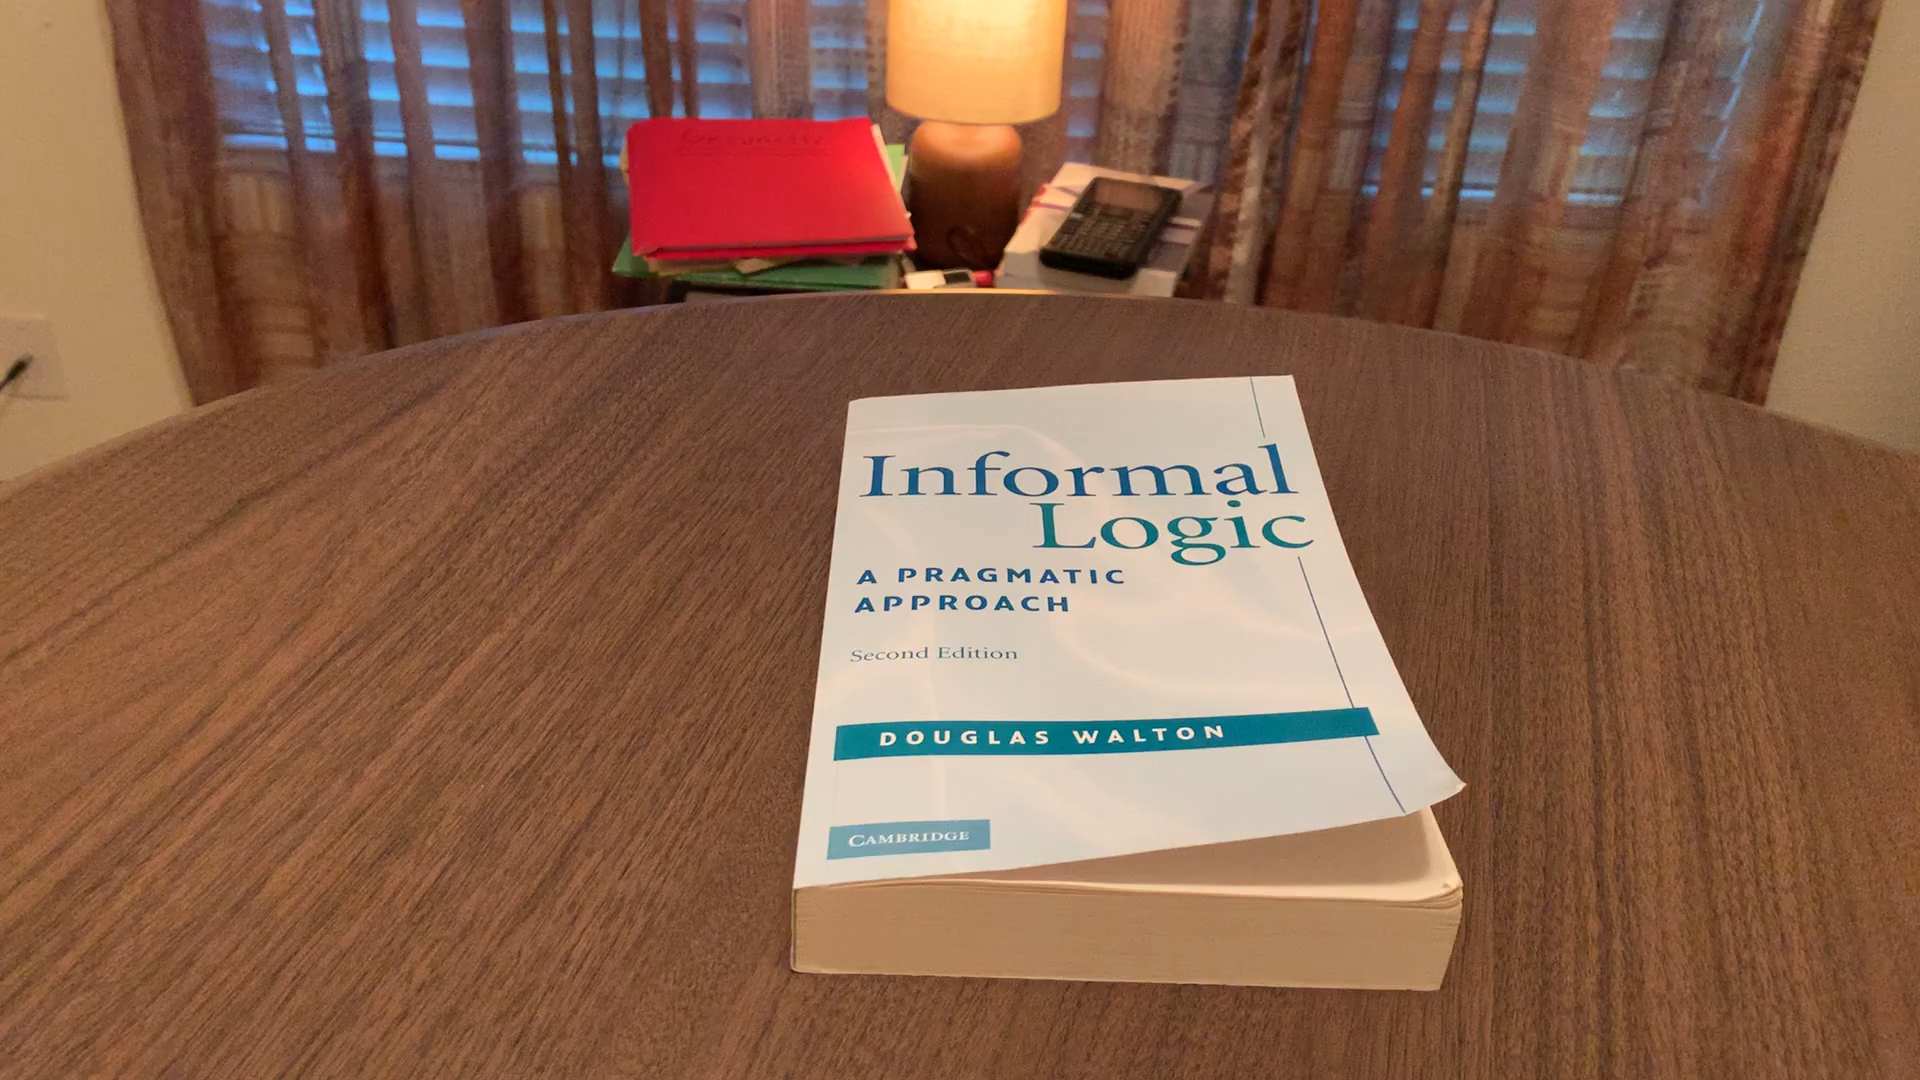 Informal
Logic
A PRAGMATIC
APPROACH
Second Edition
DOUGLAS WALTON
CAMBRIDGE